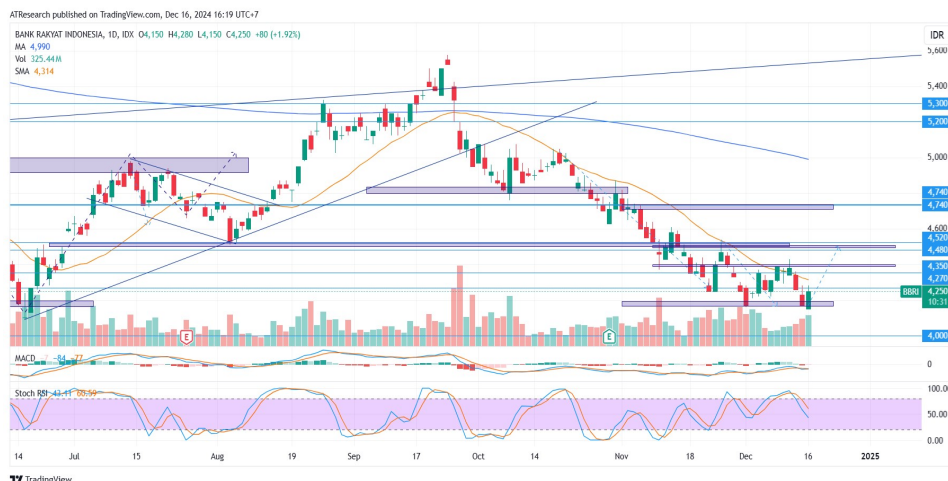 ATResearch published on TradingView.com, Dec 16, 2024 16:19 UTC+7
BANK RAKYAT INDONESIA, 1D, IDX O4,150 H4,280 L4,150 C4,250 +80 (+1.92%)
MA 4,990
Vol 325.44M
SMA 4,314
IDR
5,600
5,400
5,300
5,200
5,000
4,740
4,740
4,600
4,520
4,480
4,350
4,270
BBRI 4,250
10:31
4,000
E E
MACD -84 -77
0
Stoch RSI 43.41 60.59
100.00
50.00
0.00
14 Jul 15 Aug 19 Sep 17 Oct 14 Nov 18 Dec 16 2025
TradingView